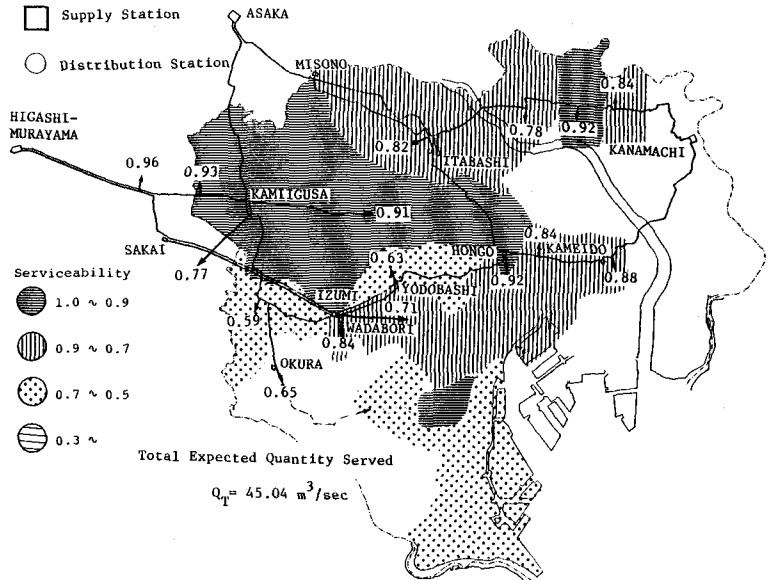 Supply Station
ASAKA
Distribution Station
MISONO
HIGASHI-
MURAYAMA
0.84
0.96
0.93
0.82
0.78
0.92
ITABASHI
KANAMACHI
KAMIIGUSA
0.91
SAKAI
0.84
0.77
0.63
HONGO
KAMEIDO
0.92
0.88
Serviceability
1.0 ~ 0.9
IZUMI
YODOBASHI
0.59
0.71
WADABORI
0.84
0.9 ~ 0.7
OKURA
0.65
0.7 ~ 0.5
0.3 ~
Total Expected Quantity Served
Q_T= 45.04 m³/sec